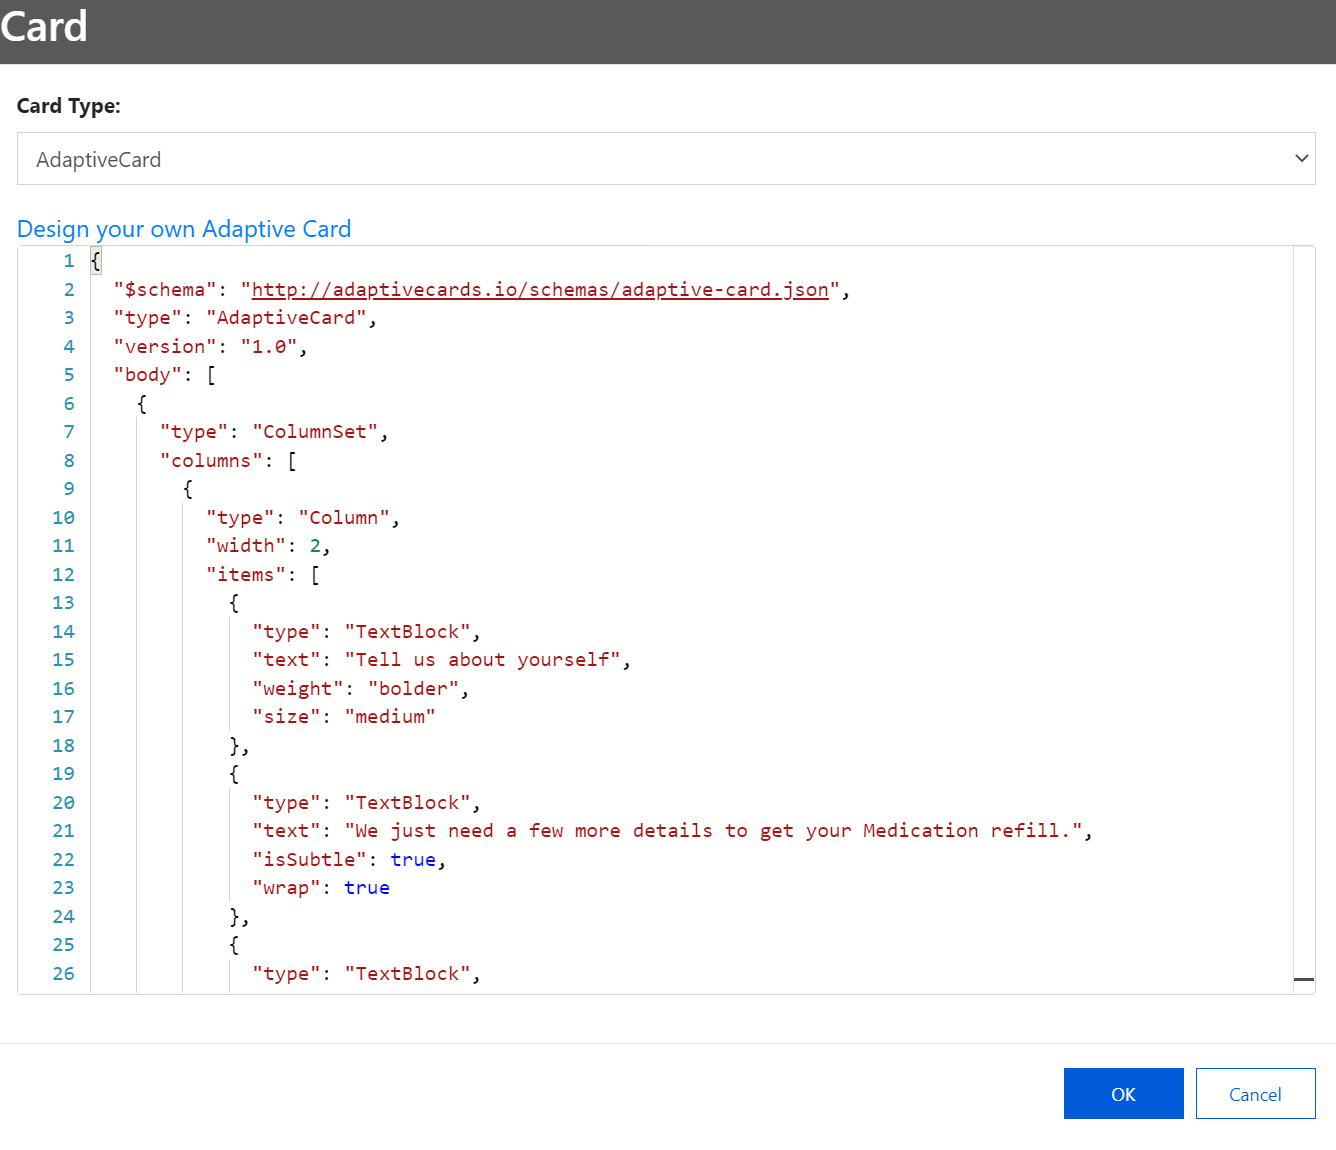 Card
Card Type:
AdaptiveCard
Design your own Adaptive Card
1 {
2 "$schema": "http://adaptivecards.io/schemas/adaptive-card.json",
3 "type": "AdaptiveCard",
4 "version": "1.0",
5 "body": [
6 {
7 "type": "ColumnSet",
8 "columns": [
9 {
10 "type": "Column",
11 "width": 2,
12 "items": [
13 {
14 "type": "TextBlock",
15 "text": "Tell us about yourself",
16 "weight": "bolder",
17 "size": "medium"
18 },
19 {
20 "type": "TextBlock",
21 "text": "We just need a few more details to get your Medication refill.",
22 "isSubtle": true,
23 "wrap": true
24 },
25 {
26 "type": "TextBlock",
OK Cancel